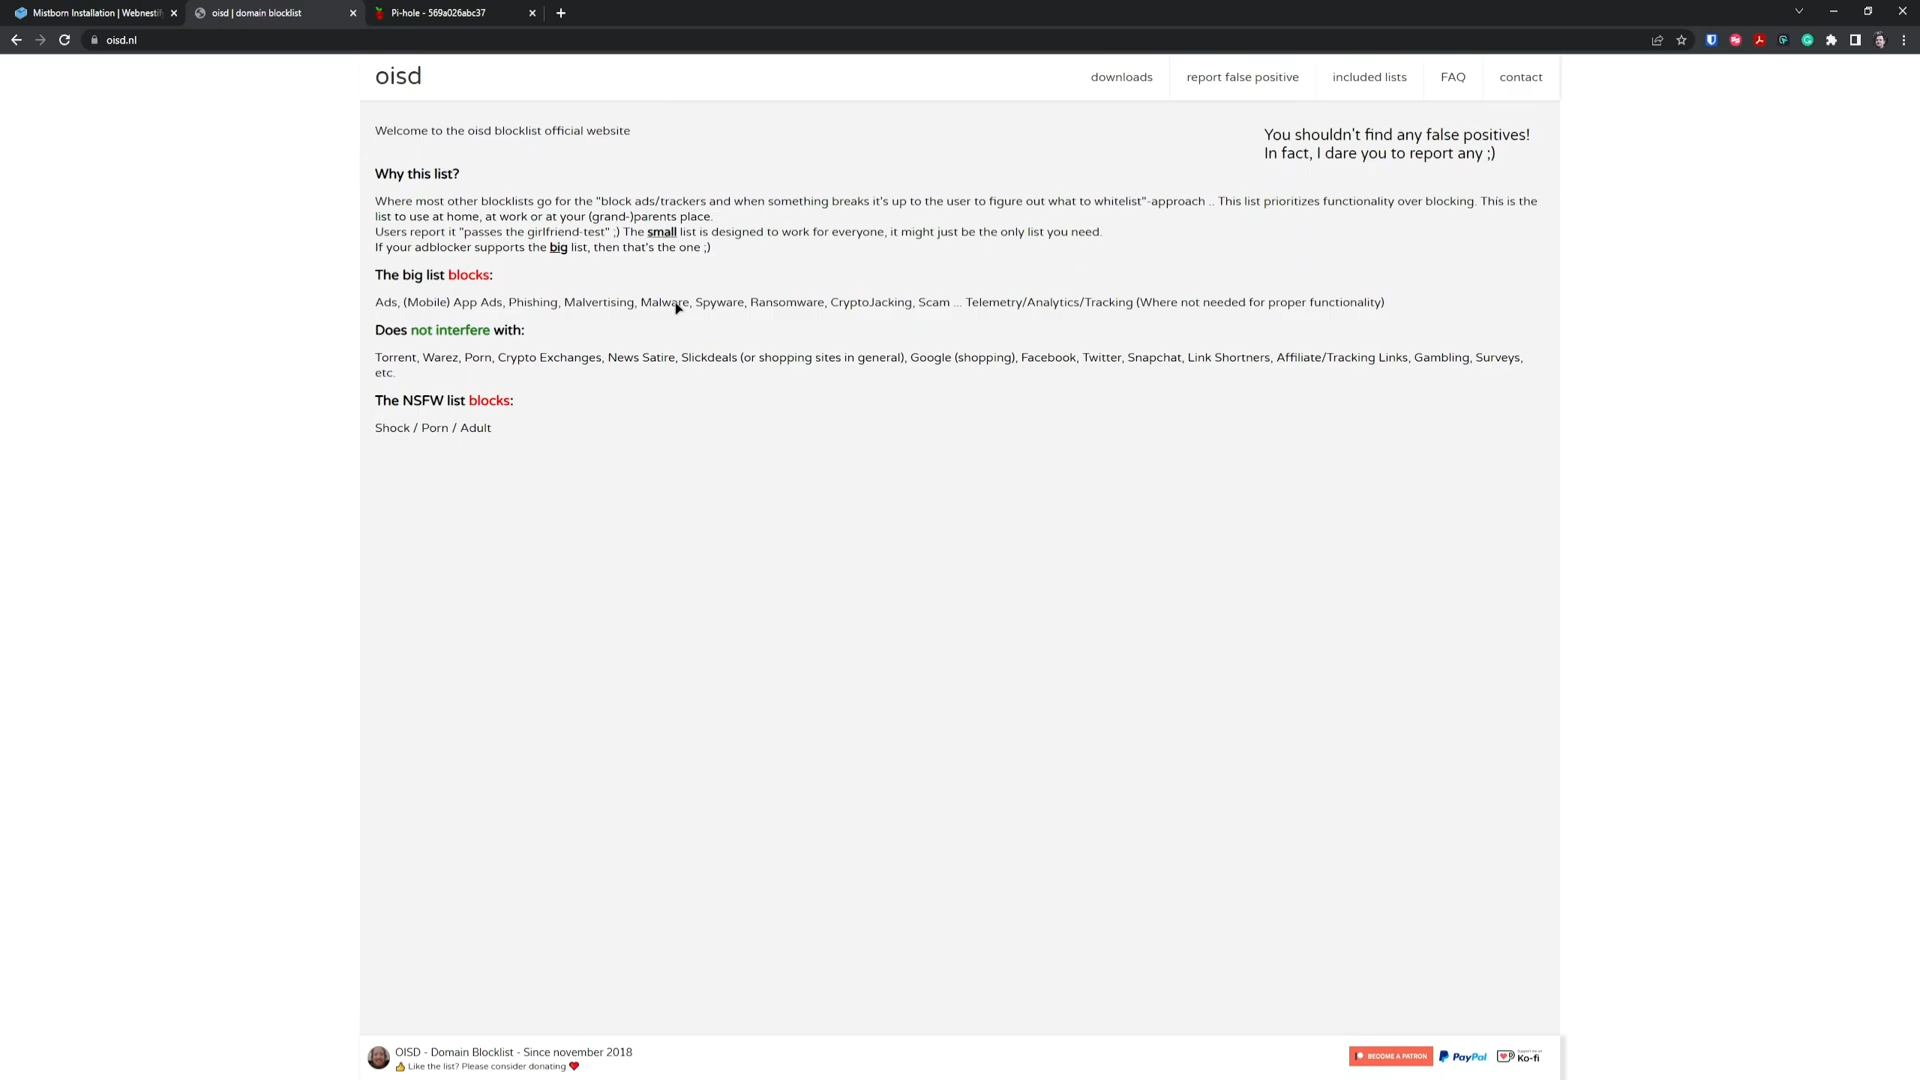 Mistborn Installation | Webnesti
oisd | domain blocklist
Pi-hole - 569a026abc37
oisd.nl
oisd
downloads
report false positive
included lists
FAQ
contact
Welcome to the oisd blocklist official website
You shouldn't find any false positives!
In fact, I dare you to report any ;)
Why this list?
Where most other blocklists go for the "block ads/trackers and when something breaks it's up to the user to figure out what to whitelist"-approach .. This list prioritizes functionality over blocking. This is the
list to use at home, at work or at your (grand-)parents place.
Users report it "passes the girlfriend-test" ;) The small list is designed to work for everyone, it might just be the only list you need.
If your adblocker supports the big list, then that's the one ;)
The big list blocks:
Ads, (Mobile) App Ads, Phishing, Malvertising, Malware, Spyware, Ransomware, CryptoJacking, Scam ... Telemetry/Analytics/Tracking (Where not needed for proper functionality)
Does not interfere with:
Torrent, Warez, Porn, Crypto Exchanges, News Satire, Slickdeals (or shopping sites in general), Google (shopping), Facebook, Twitter, Snapchat, Link Shortners, Affiliate/Tracking Links, Gambling, Surveys,
etc.
The NSFW list blocks:
Shock / Porn / Adult
OISD - Domain Blocklist - Since november 2018
👍 Like the list? Please consider donating ❤
BECOME A PATRON
PayPal
Ko-fi